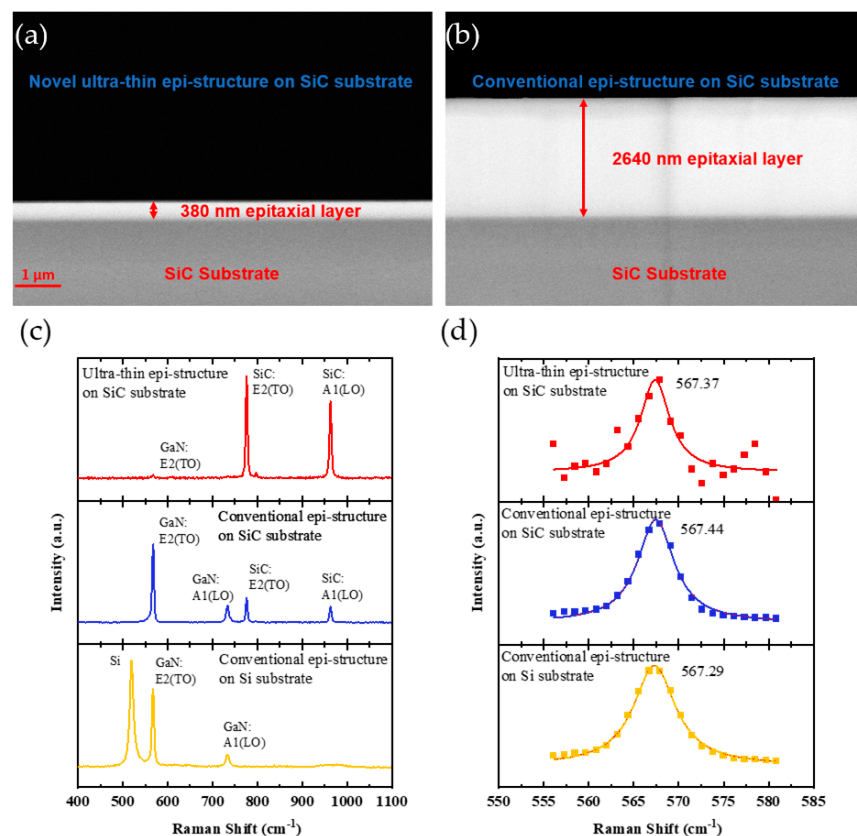 (a)
Novel ultra-thin epi-structure on SiC substrate
380 nm epitaxial layer
SiC Substrate
1 μm
(b)
Conventional epi-structure on SiC substrate
2640 nm epitaxial layer
SiC Substrate
(c)
Ultra-thin epi-structure
on SiC substrate
SiC:
E2(TO)
SiC:
A1(LO)
GaN:
E2(TO)
Conventional epi-structure
on SiC substrate
GaN:
E2(TO)
GaN:
A1(LO)
SiC:
E2(TO)
SiC:
A1(LO)
Conventional epi-structure
on Si substrate
Si
GaN:
E2(TO)
GaN:
A1(LO)
Intensity (a.u.)
400 500 600 700 800 900 1000 1100
Raman Shift (cm⁻¹)
(d)
Ultra-thin epi-structure
on SiC substrate
567.37
Conventional epi-structure
on SiC substrate
567.44
Conventional epi-structure
on Si substrate
567.29
Intensity (a.u.)
550 555 560 565 570 575 580 585
Raman Shift (cm⁻¹)